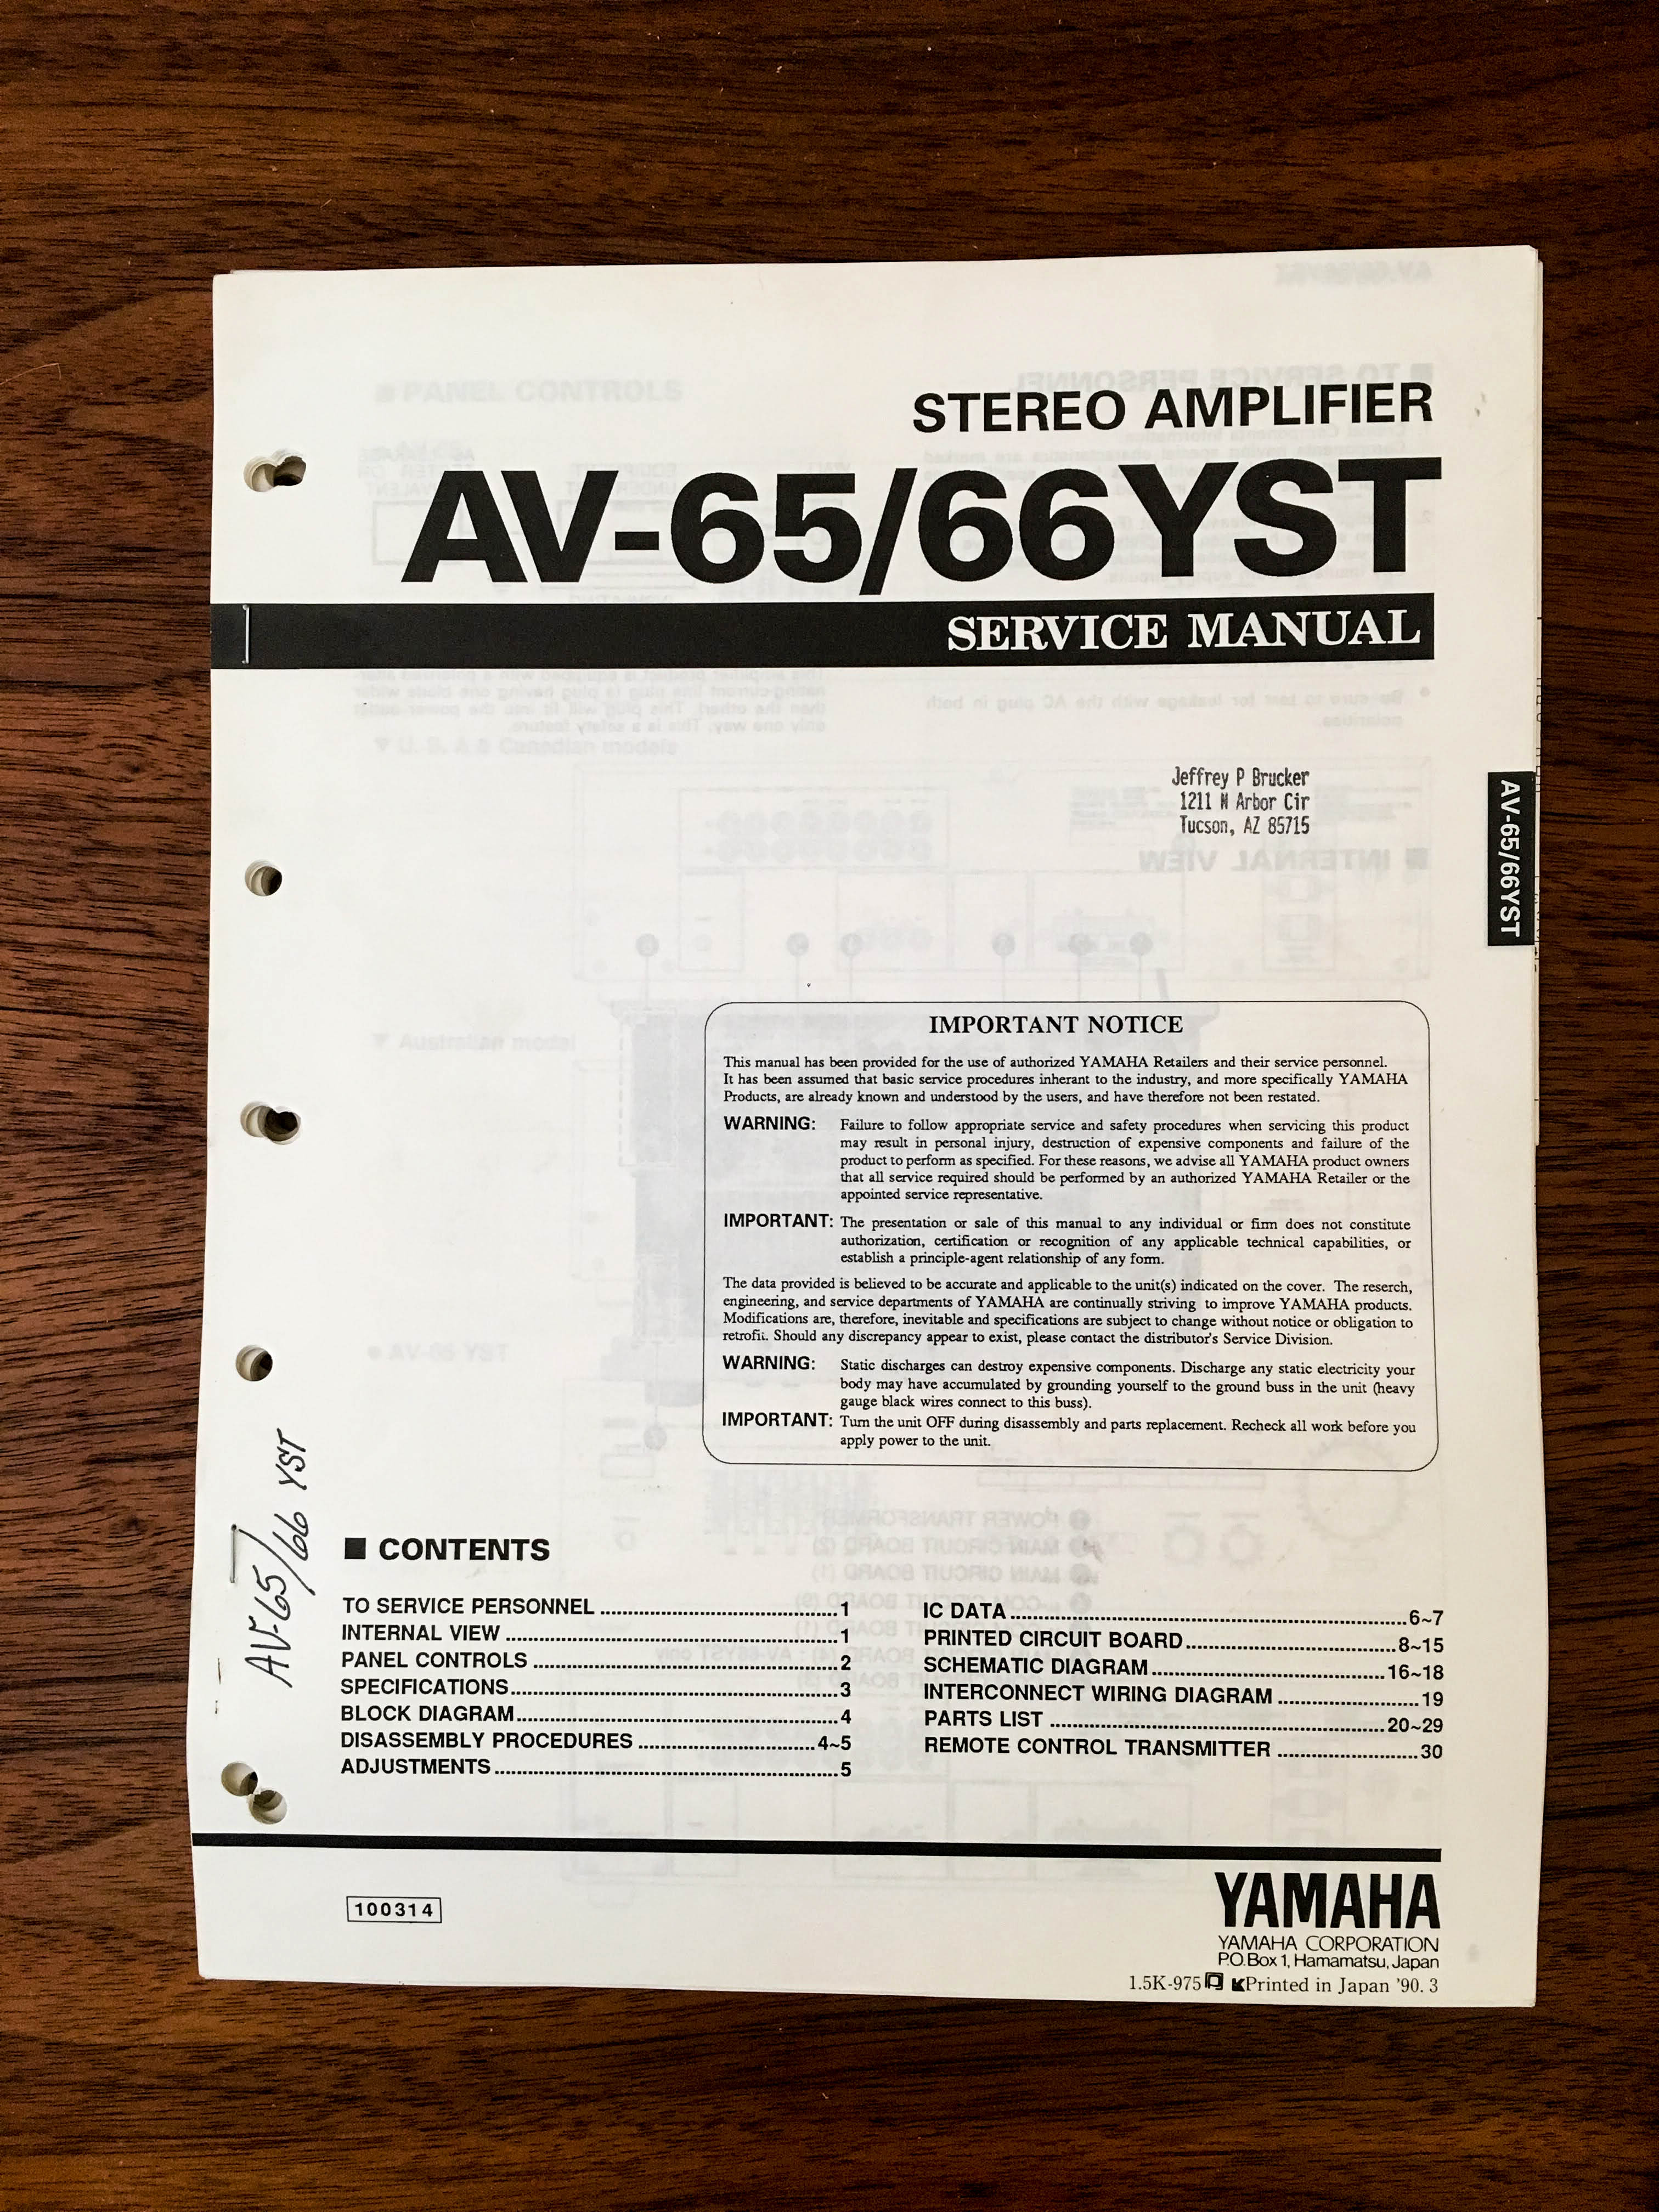 STEREO AMPLIFIER
AV-65/66YST
SERVICE MANUAL
Jeffrey P Brucker
1211 N Arbor Cir
Tucson, AZ 85715
AV-65/66YST
IMPORTANT NOTICE
This manual has been provided for the use of authorized YAMAHA Retailers and their service personnel.
It has been assumed that basic service procedures inherant to the industry, and more specifically YAMAHA
Products, are already known and understood by the users, and have therefore not been restated.
WARNING: Failure to follow appropriate service and safety procedures when servicing this product
may result in personal injury, destruction of expensive components and failure of the
product to perform as specified. For these reasons, we advise all YAMAHA product owners
that all service required should be performed by an authorized YAMAHA Retailer or the
appointed service representative.
IMPORTANT: The presentation or sale of this manual to any individual or firm does not constitute
authorization, certification or recognition of any applicable technical capabilities, or
establish a principle-agent relationship of any form.
The data provided is believed to be accurate and applicable to the unit(s) indicated on the cover. The reserch,
engineering, and service departments of YAMAHA are continually striving to improve YAMAHA products.
Modifications are, therefore, inevitable and specifications are subject to change without notice or obligation to
retrofit. Should any discrepancy appear to exist, please contact the distributor's Service Division.
WARNING: Static discharges can destroy expensive components. Discharge any static electricity your
body may have accumulated by grounding yourself to the ground buss in the unit (heavy
gauge black wires connect to this buss).
IMPORTANT: Turn the unit OFF during disassembly and parts replacement. Recheck all work before you
apply power to the unit.
AV-65/66 YST
■ CONTENTS
TO SERVICE PERSONNEL ............ 1
INTERNAL VIEW ............ 1
PANEL CONTROLS ............ 2
SPECIFICATIONS ............ 3
BLOCK DIAGRAM ............ 4
DISASSEMBLY PROCEDURES ............ 4~5
ADJUSTMENTS ............ 5
IC DATA ............ 6~7
PRINTED CIRCUIT BOARD ............ 8~15
SCHEMATIC DIAGRAM ............ 16~18
INTERCONNECT WIRING DIAGRAM ............ 19
PARTS LIST ............ 20~29
REMOTE CONTROL TRANSMITTER ............ 30
100314
YAMAHA
YAMAHA CORPORATION
P.O.Box 1, Hamamatsu, Japan
1.5K-975 Printed in Japan '90. 3